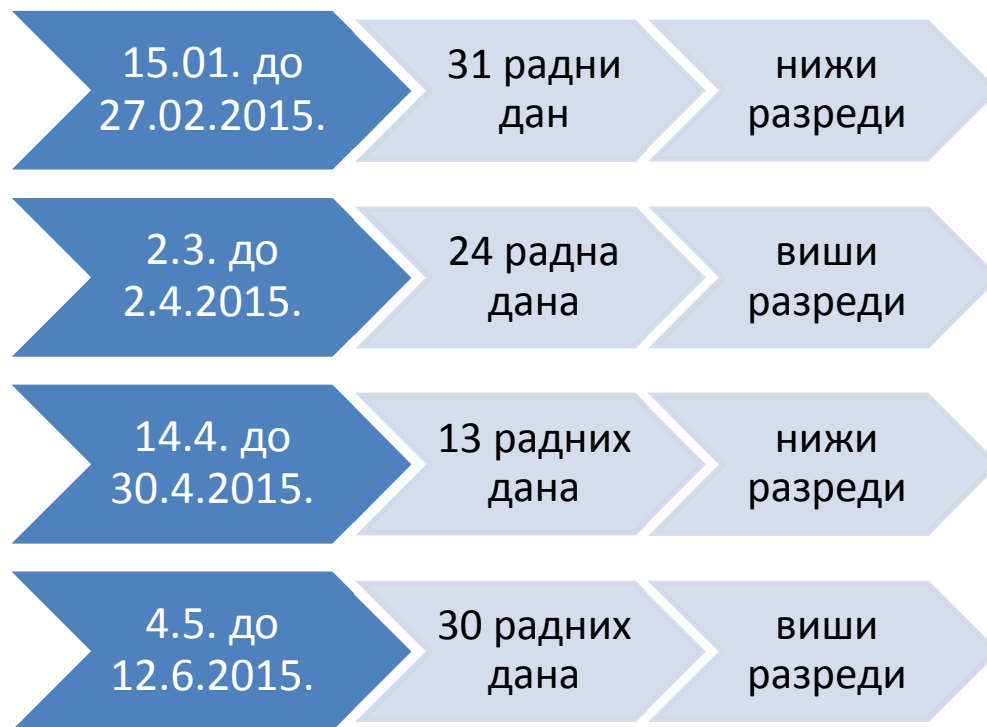 15.01. до
27.02.2015.
31 радни
дан
нижи
разреди
2.3. до
2.4.2015.
24 радна
дана
виши
разреди
14.4. до
30.4.2015.
13 радних
дана
нижи
разреди
4.5. до
12.6.2015.
30 радних
дана
виши
разреди